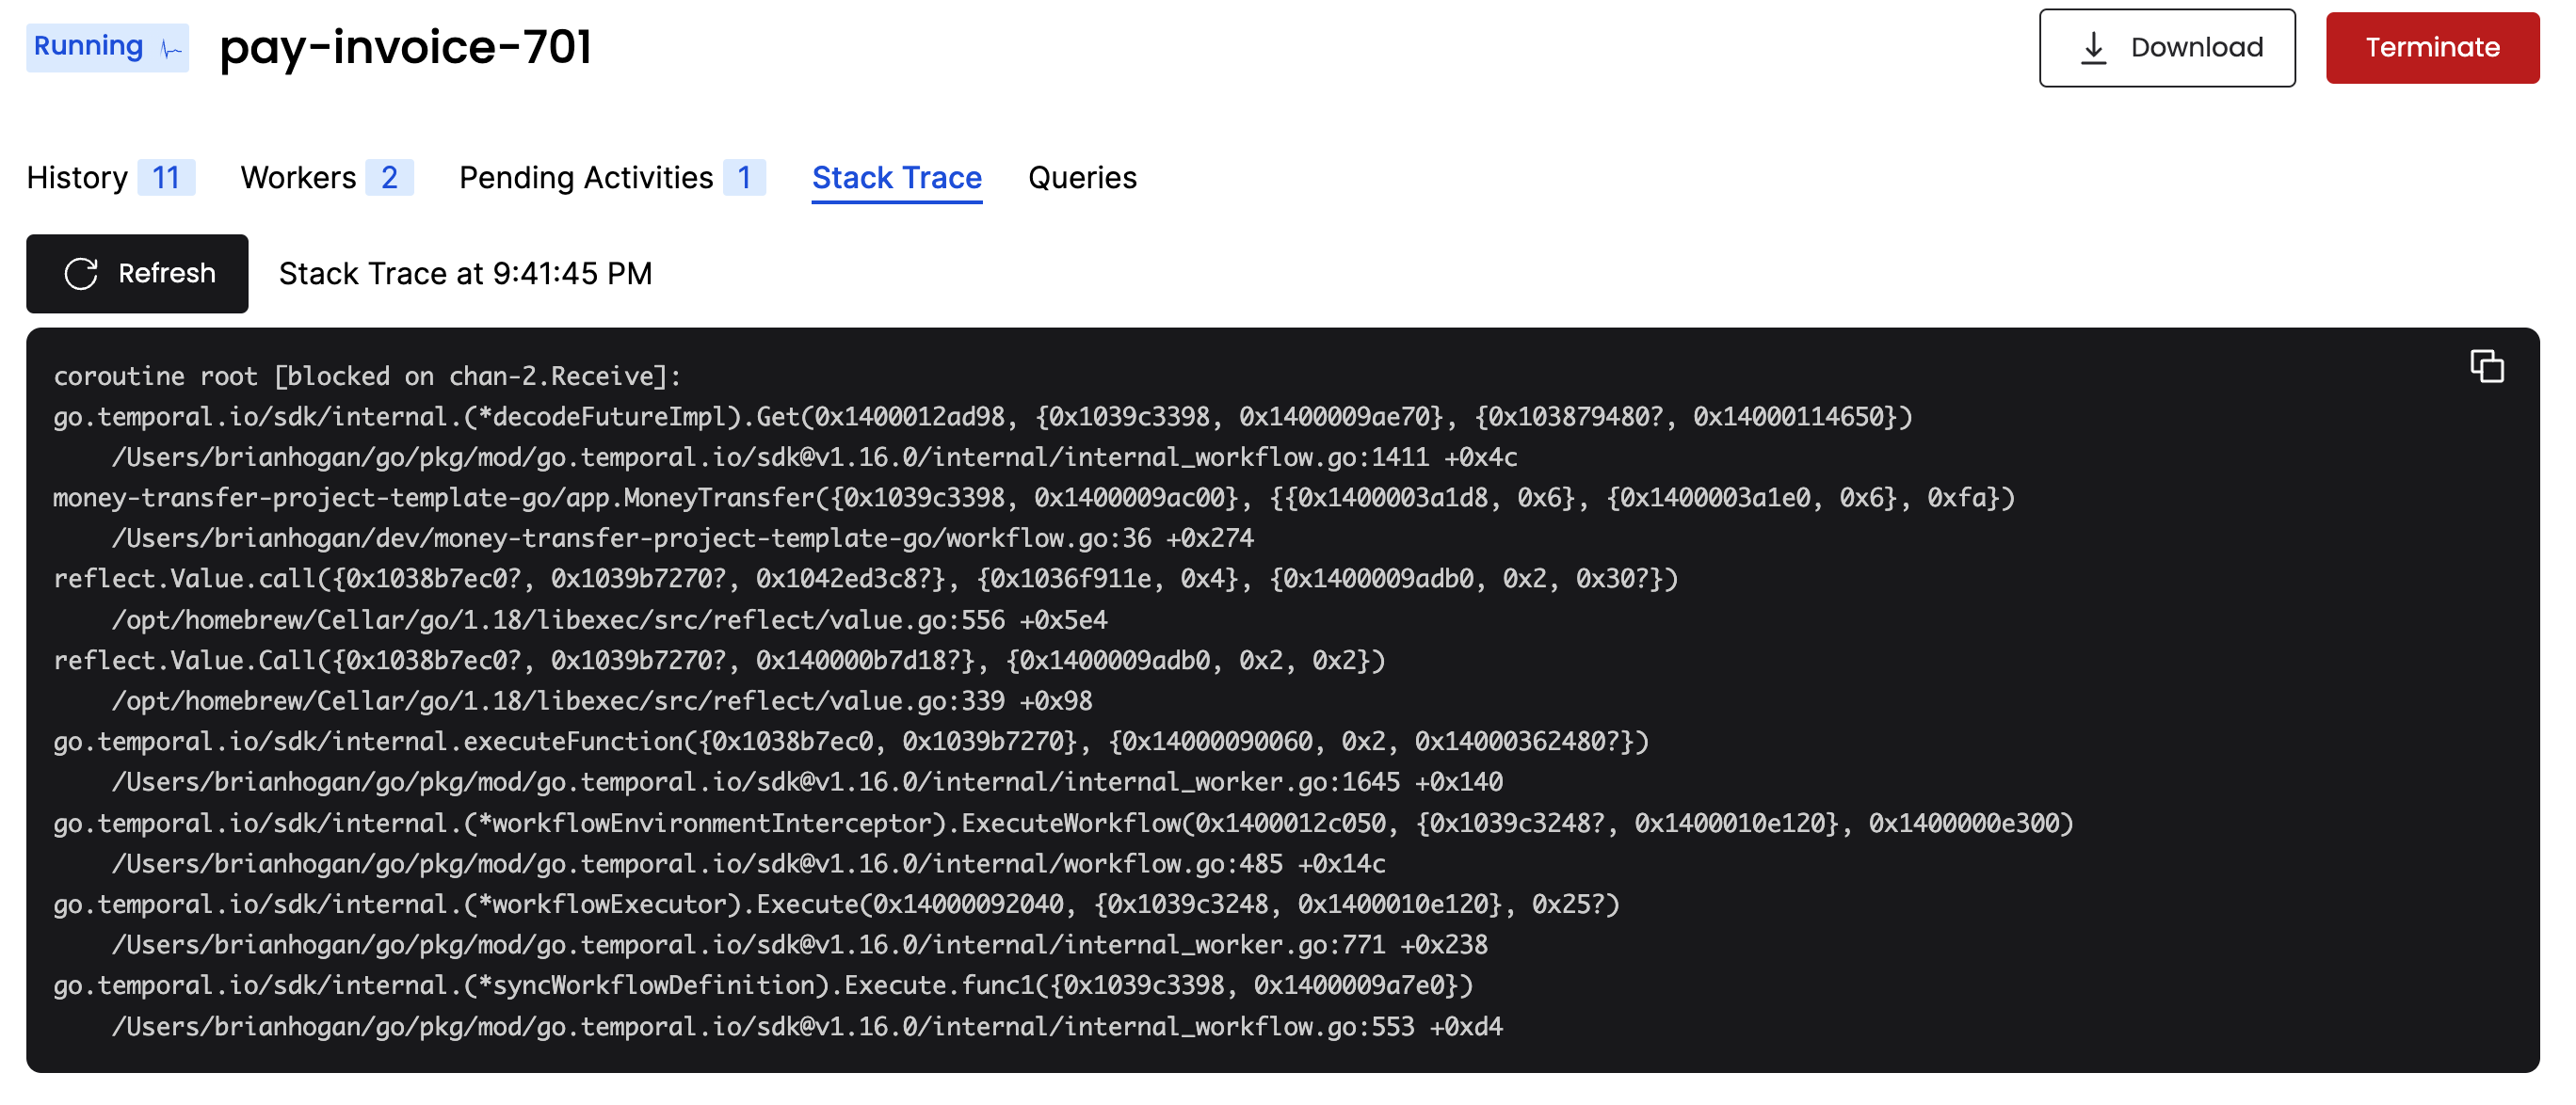 Running pay-invoice-701 Download Terminate
History 11 Workers 2 Pending Activities 1 Stack Trace Queries
Refresh Stack Trace at 9:41:45 PM
coroutine root [blocked on chan-2.Receive]:
go.temporal.io/sdk/internal.(*decodeFutureImpl).Get(0x1400012ad98, {0x1039c3398, 0x1400009ae70}, {0x103879480?, 0x14000114650})
/Users/brianhogan/go/pkg/mod/go.temporal.io/sdk@v1.16.0/internal/internal_workflow.go:1411 +0x4c
money-transfer-project-template-go/app.MoneyTransfer({0x1039c3398, 0x1400009ac00}, {{0x1400003a1d8, 0x6}, {0x1400003a1e0, 0x6}, 0xfa})
/Users/brianhogan/dev/money-transfer-project-template-go/workflow.go:36 +0x274
reflect.Value.call({0x1038b7ec0?, 0x1039b7270?, 0x1042ed3c8?}, {0x1036f911e, 0x4}, {0x1400009adb0, 0x2, 0x30?})
/opt/homebrew/Cellar/go/1.18/libexec/src/reflect/value.go:556 +0x5e4
reflect.Value.Call({0x1038b7ec0?, 0x1039b7270?, 0x140000b7d18?}, {0x1400009adb0, 0x2, 0x2})
/opt/homebrew/Cellar/go/1.18/libexec/src/reflect/value.go:339 +0x98
go.temporal.io/sdk/internal.executeFunction({0x1038b7ec0, 0x1039b7270}, {0x14000090060, 0x2, 0x14000362480?})
/Users/brianhogan/go/pkg/mod/go.temporal.io/sdk@v1.16.0/internal/internal_worker.go:1645 +0x140
go.temporal.io/sdk/internal.(*workflowEnvironmentInterceptor).ExecuteWorkflow(0x1400012c050, {0x1039c3248?, 0x1400010e120}, 0x1400000e300)
/Users/brianhogan/go/pkg/mod/go.temporal.io/sdk@v1.16.0/internal/workflow.go:485 +0x14c
go.temporal.io/sdk/internal.(*workflowExecutor).Execute(0x14000092040, {0x1039c3248, 0x1400010e120}, 0x25?)
/Users/brianhogan/go/pkg/mod/go.temporal.io/sdk@v1.16.0/internal/internal_worker.go:771 +0x238
go.temporal.io/sdk/internal.(*syncWorkflowDefinition).Execute.func1({0x1039c3398, 0x1400009a7e0})
/Users/brianhogan/go/pkg/mod/go.temporal.io/sdk@v1.16.0/internal/internal_workflow.go:553 +0xd4